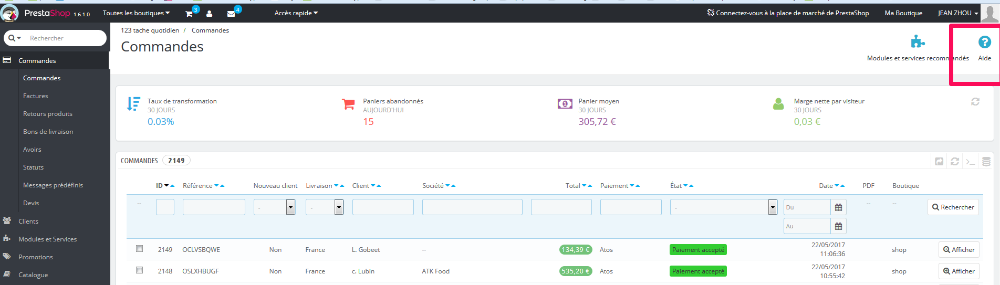 PrestaShop 1.6.1.0 Toutes les boutiques 3 4 Accès rapide Connectez-vous à la place de marché de PrestaShop Ma Boutique JEAN ZHOU
Rechercher
Commandes
Commandes
Factures
Retours produits
Bons de livraison
Avoirs
Statuts
Messages prédéfinis
Devis
Clients
Modules et Services
Promotions
Catalogue
123 tache quotidien / Commandes
Commandes
Modules et services recommandés Aide
Taux de transformation
30 JOURS
0.03%
Paniers abandonnés
AUJOURD'HUI
15
Panier moyen
30 JOURS
305,72 €
Marge nette par visiteur
30 JOURS
0,03 €
COMMANDES 2149
ID Référence Nouveau client Livraison Client Société Total Paiement État Date PDF Boutique
-- - - - Du -- -- Rechercher
Au
2149 OCLVSBQWE Non France L. Gobeet -- 134,39 € Atos Paiement accepté 22/05/2017 11:06:36 shop Afficher
2148 OSLXHBUGF Non France c. Lubin ATK Food 535,20 € Atos Paiement accepté 22/05/2017 10:55:42 shop Afficher